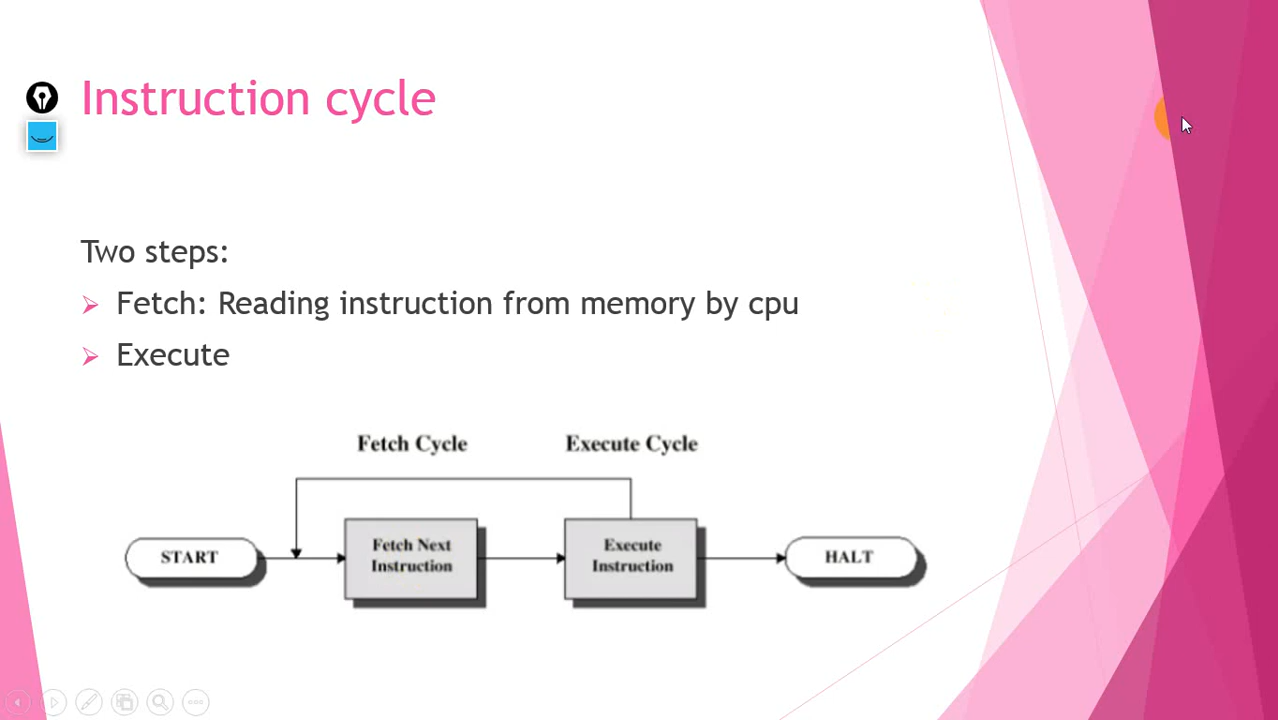 Instruction cycle
Two steps:
Fetch: Reading instruction from memory by cpu
Execute
Fetch Cycle
Execute Cycle
START
Fetch Next
Instruction
Execute
Instruction
HALT